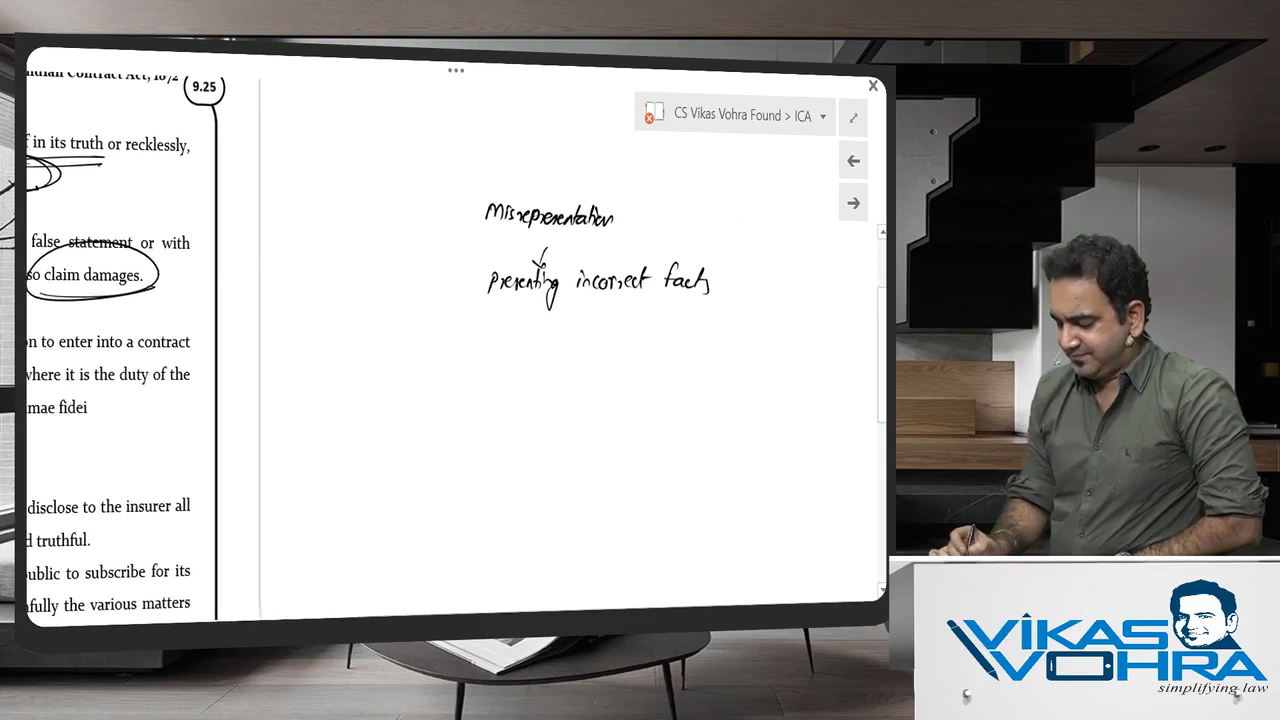 Indian Contract Act, 1872
9.25
in its truth or recklessly,
false statement or with
so claim damages.
on to enter into a contract
where it is the duty of the
imae fidei
disclose to the insurer all
d truthful.
public to subscribe for its
the various matters
X
CS Vikas Vohra Found > ICA
Misrepresentation
presenting incorrect facts
VIKAS
VOHRA
simplifying law